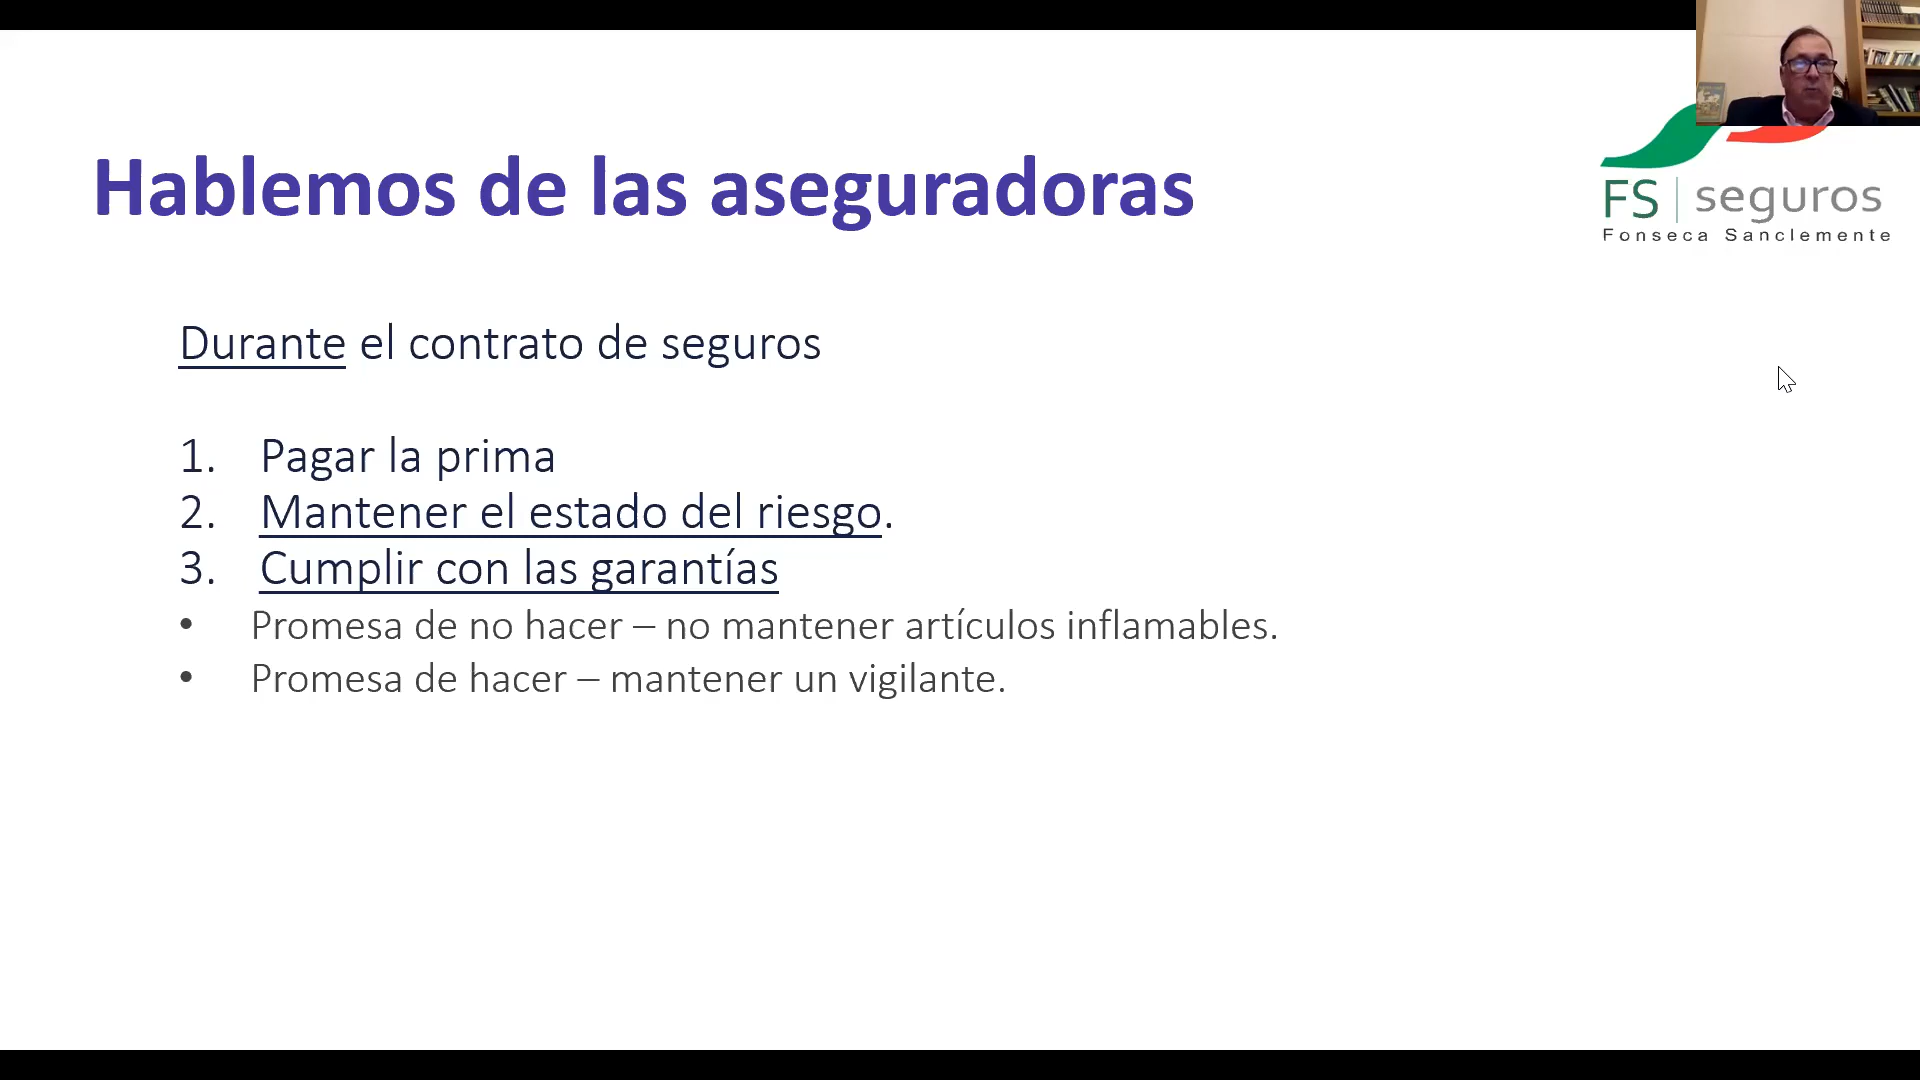 Hablemos de las aseguradoras
FS | seguros
Fonseca Sanclemente
Durante el contrato de seguros
1. Pagar la prima
2. Mantener el estado del riesgo.
3. Cumplir con las garantías
• Promesa de no hacer – no mantener artículos inflamables.
• Promesa de hacer – mantener un vigilante.